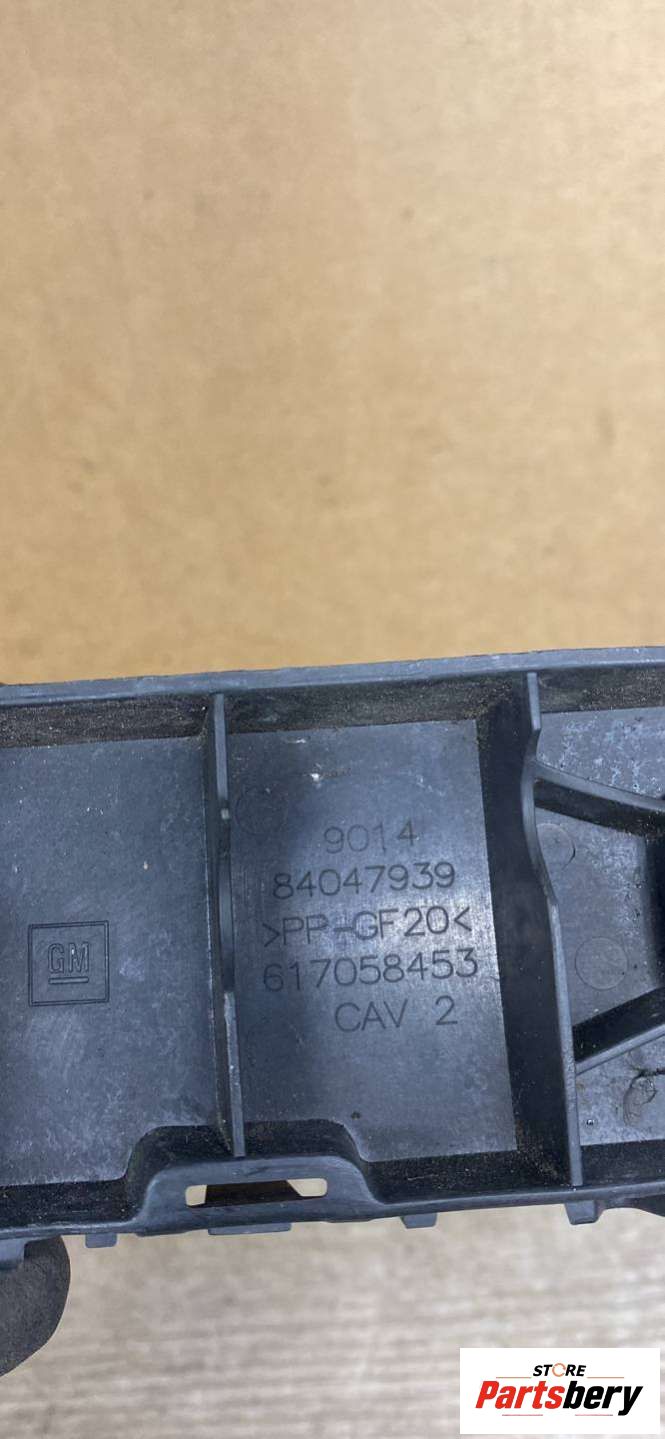 9014
84047939
>PP-GF20<
617058453
CAV 2
GM
STORE
Partsbery